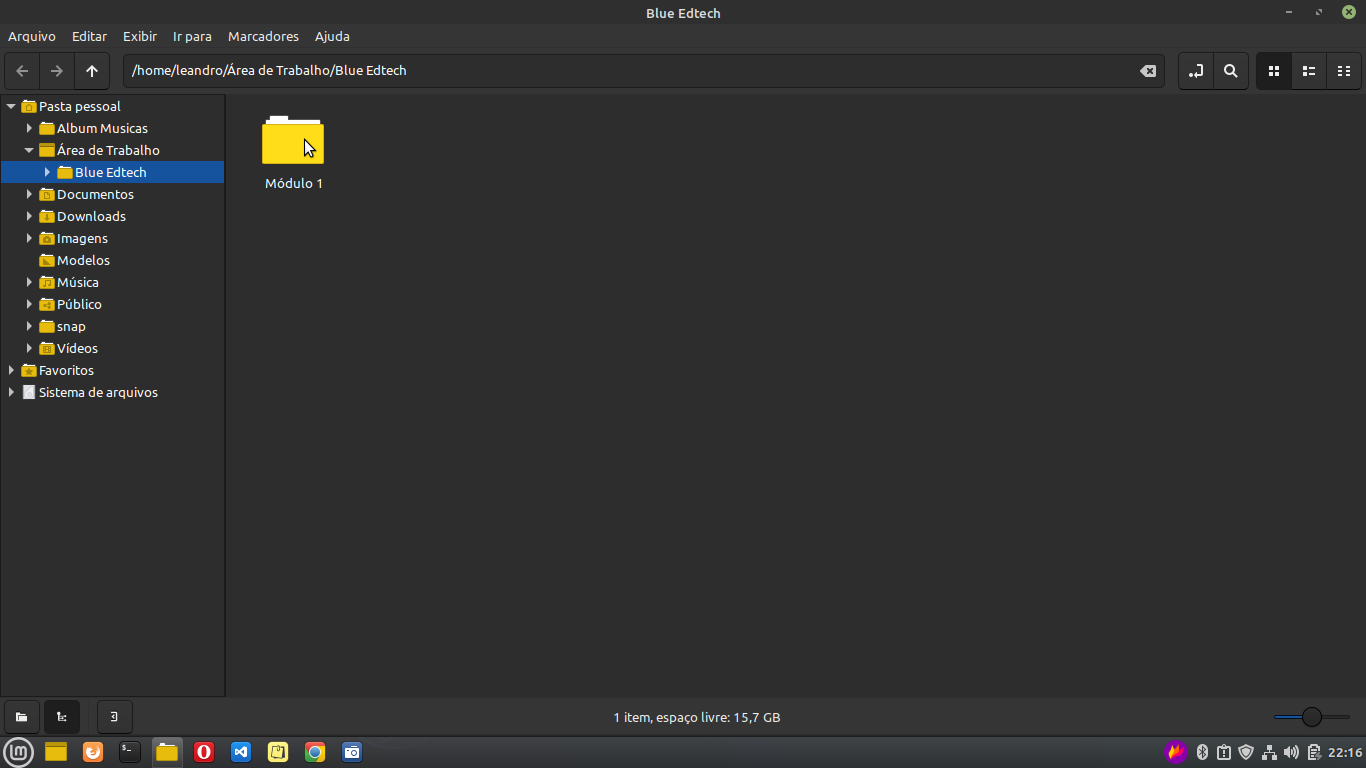 Blue Edtech
Arquivo Editar Exibir Ir para Marcadores Ajuda
/home/leandro/Área de Trabalho/Blue Edtech
Pasta pessoal
Album Musicas
Área de Trabalho
Blue Edtech
Documentos
Downloads
Imagens
Modelos
Música
Público
snap
Vídeos
Favoritos
Sistema de arquivos
Módulo 1
1 item, espaço livre: 15,7 GB
22:16